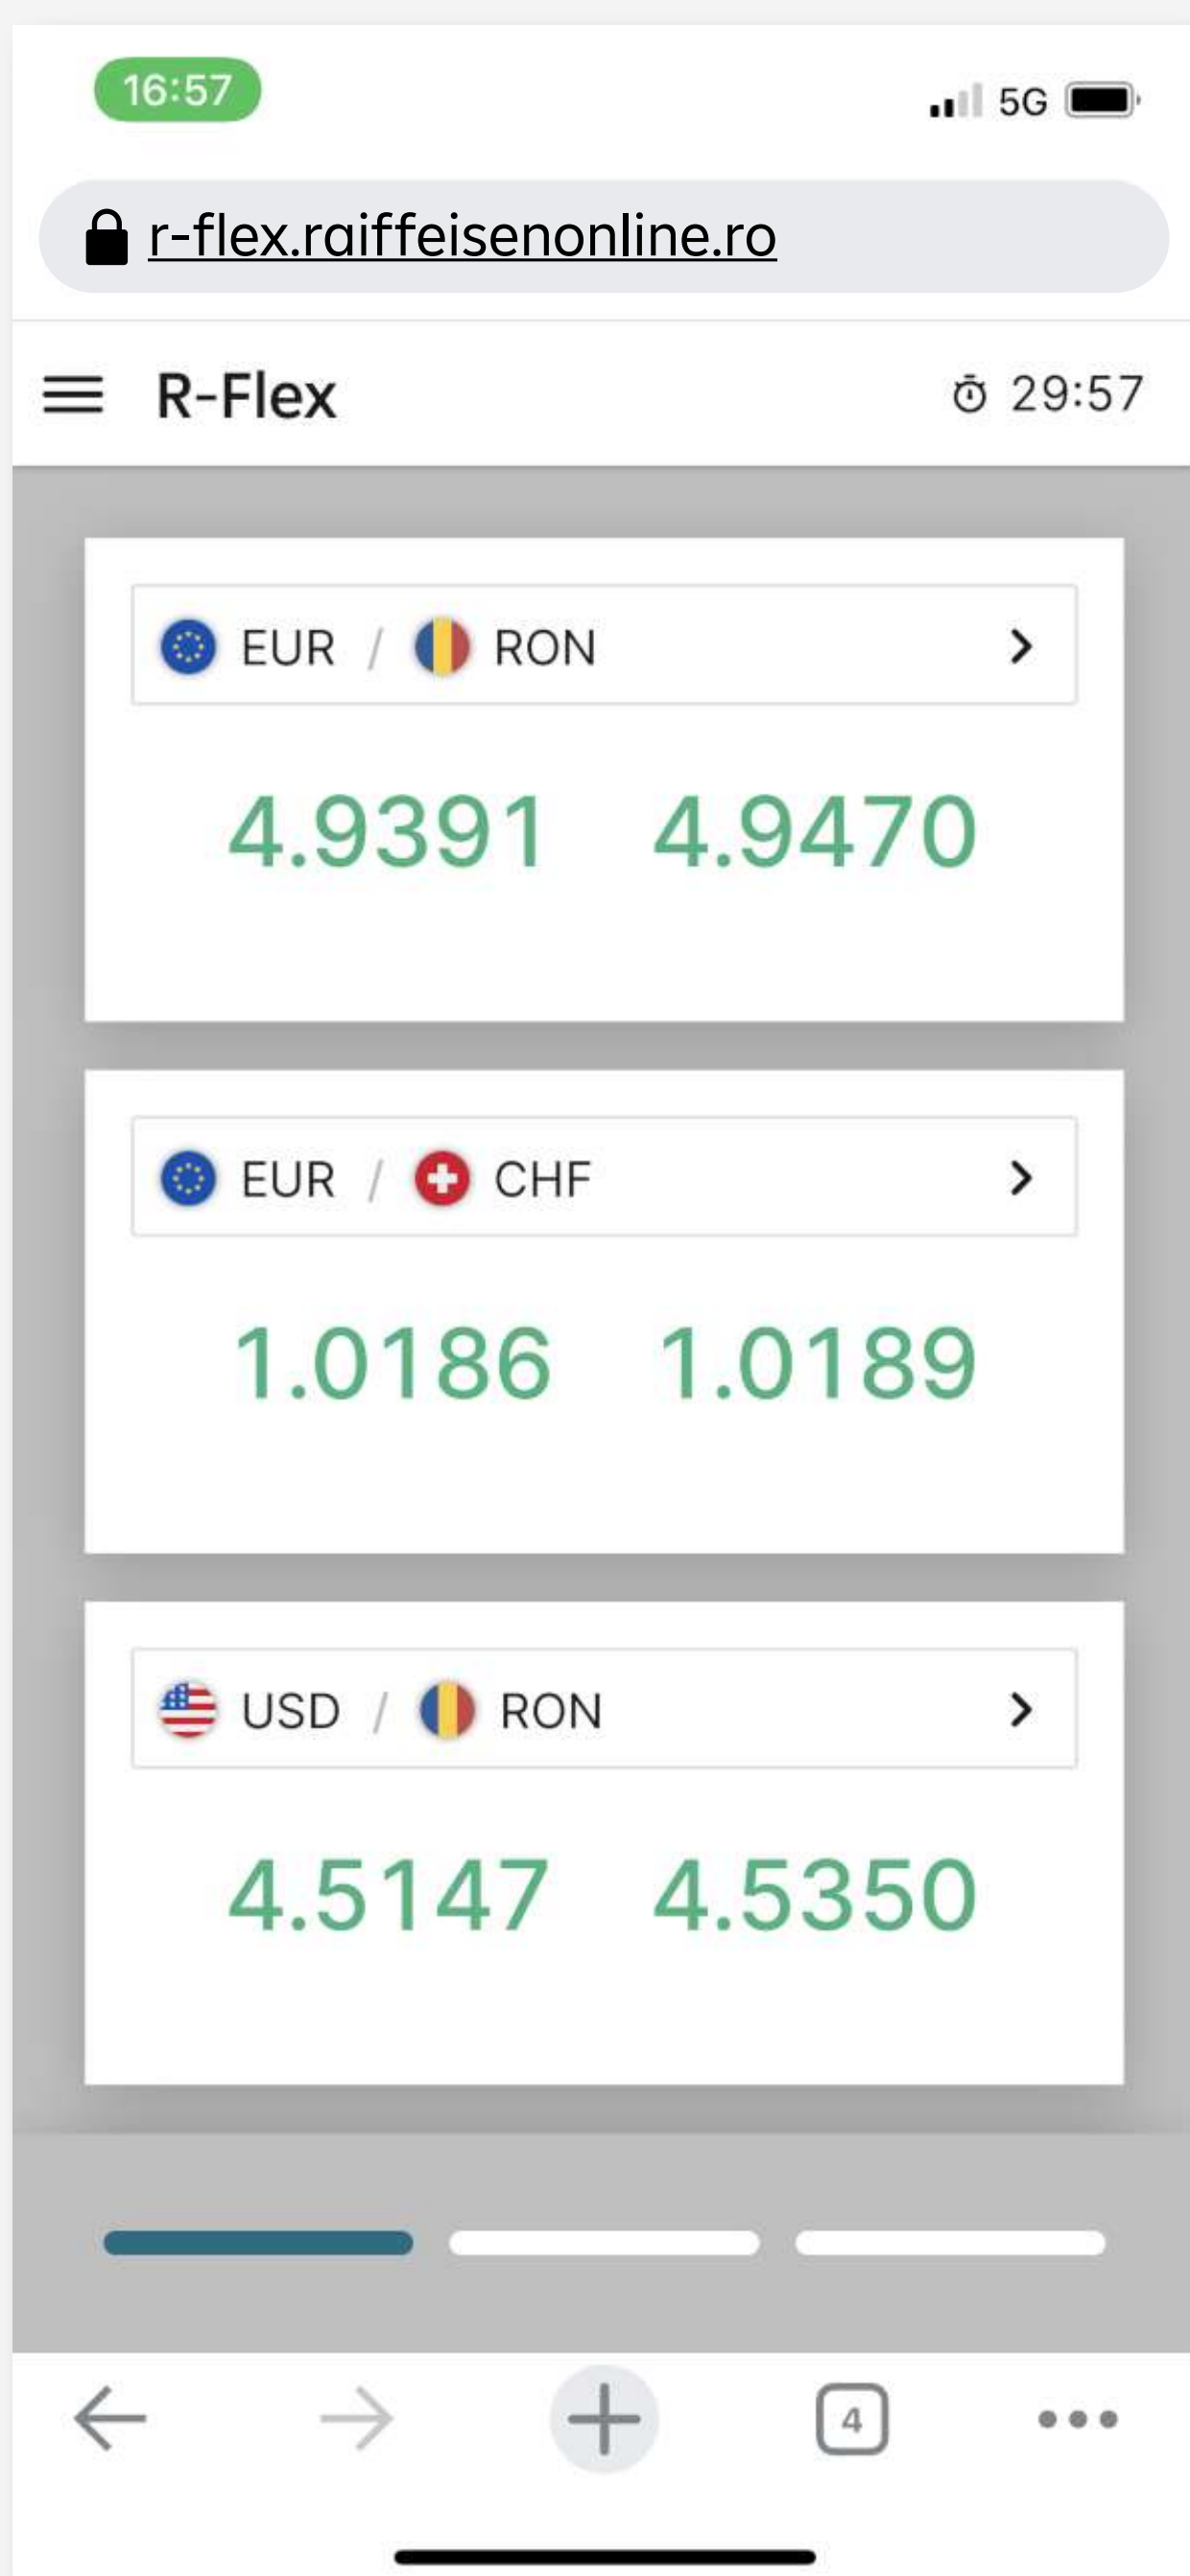 16:57 5G
r-flex.raiffeisenonline.ro
R-Flex 29:57
EUR / RON
4.9391 4.9470
EUR / CHF
1.0186 1.0189
USD / RON
4.5147 4.5350
4